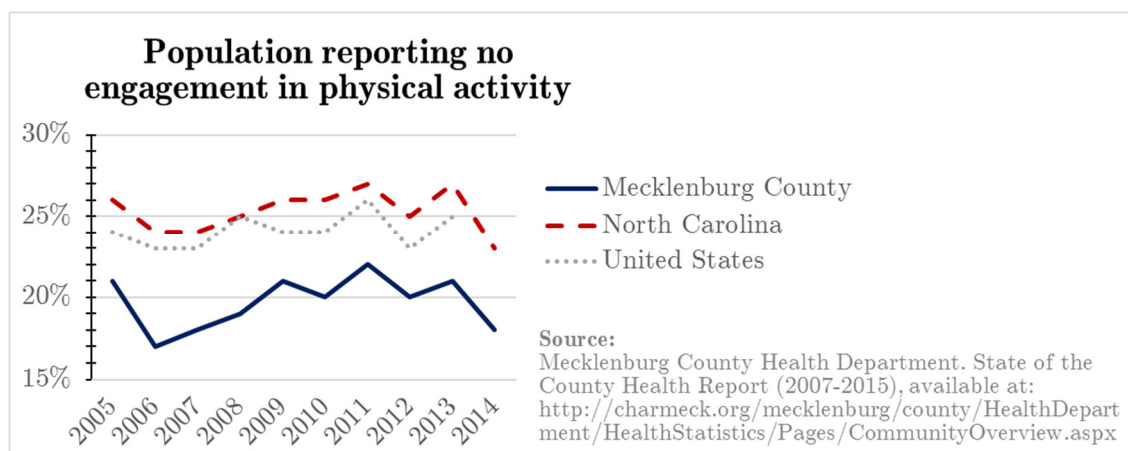 Population reporting no
engagement in physical activity
30%
25%
20%
15%
2005
2006
2007
2008
2009
2010
2011
2012
2013
2014
Mecklenburg County
North Carolina
United States
Source:
Mecklenburg County Health Department. State of the
County Health Report (2007-2015), available at:
http://charmeck.org/mecklenburg/county/HealthDepart
ment/HealthStatistics/Pages/CommunityOverview.aspx